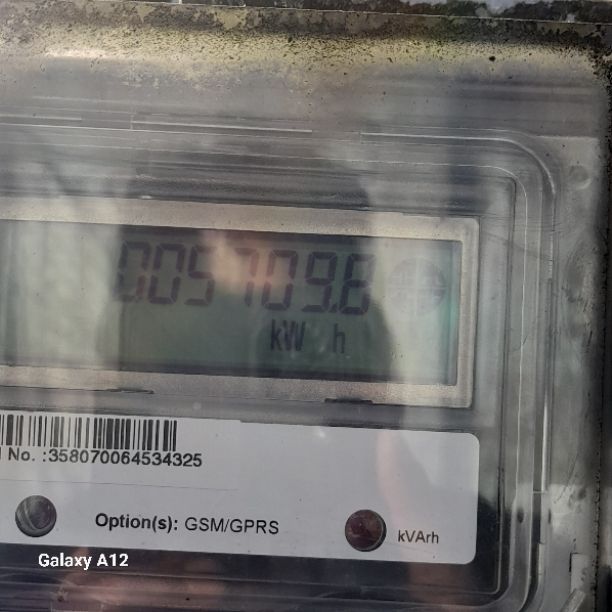 005709.8
kW h
No. :358070064534325
Option(s): GSM/GPRS
kVArh
Galaxy A12